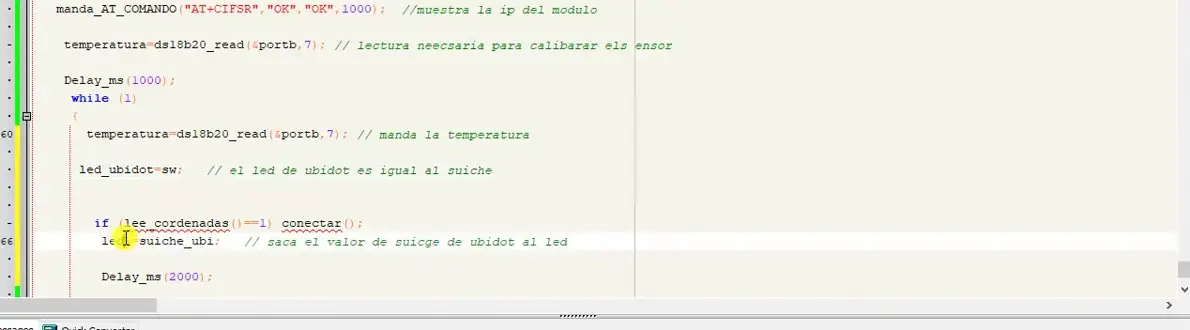 manda_AT_COMANDO("AT+CIFSR","OK","OK",1000);  //muestra la ip del modulo
temperatura=ds18b20_read(&portb,7); // lectura neecsaria para calibarar els ensor
Delay_ms(1000);
while (1)
{
60 temperatura=ds18b20_read(&portb,7); // manda la temperatura
led_ubidot=sw;   // el led de ubidot es igual al suiche
if (lee_cordenadas()==1) conectar();
66 led=suiche_ubi;   // saca el valor de suicge de ubidot al led
Delay_ms(2000);